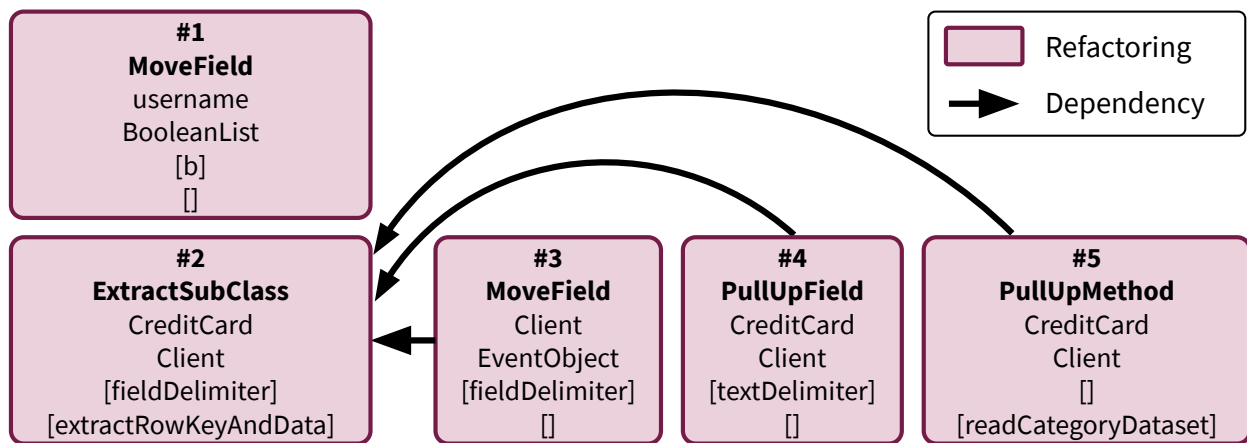 #1
MoveField
username
BooleanList
[b]
[]
Refactoring
Dependency
#2
ExtractSubClass
CreditCard
Client
[fieldDelimiter]
[extractRowKeyAndData]
#3
MoveField
Client
EventObject
[fieldDelimiter]
[]
#4
PullUpField
CreditCard
Client
[textDelimiter]
[]
#5
PullUpMethod
CreditCard
Client
[]
[readCategoryDataset]